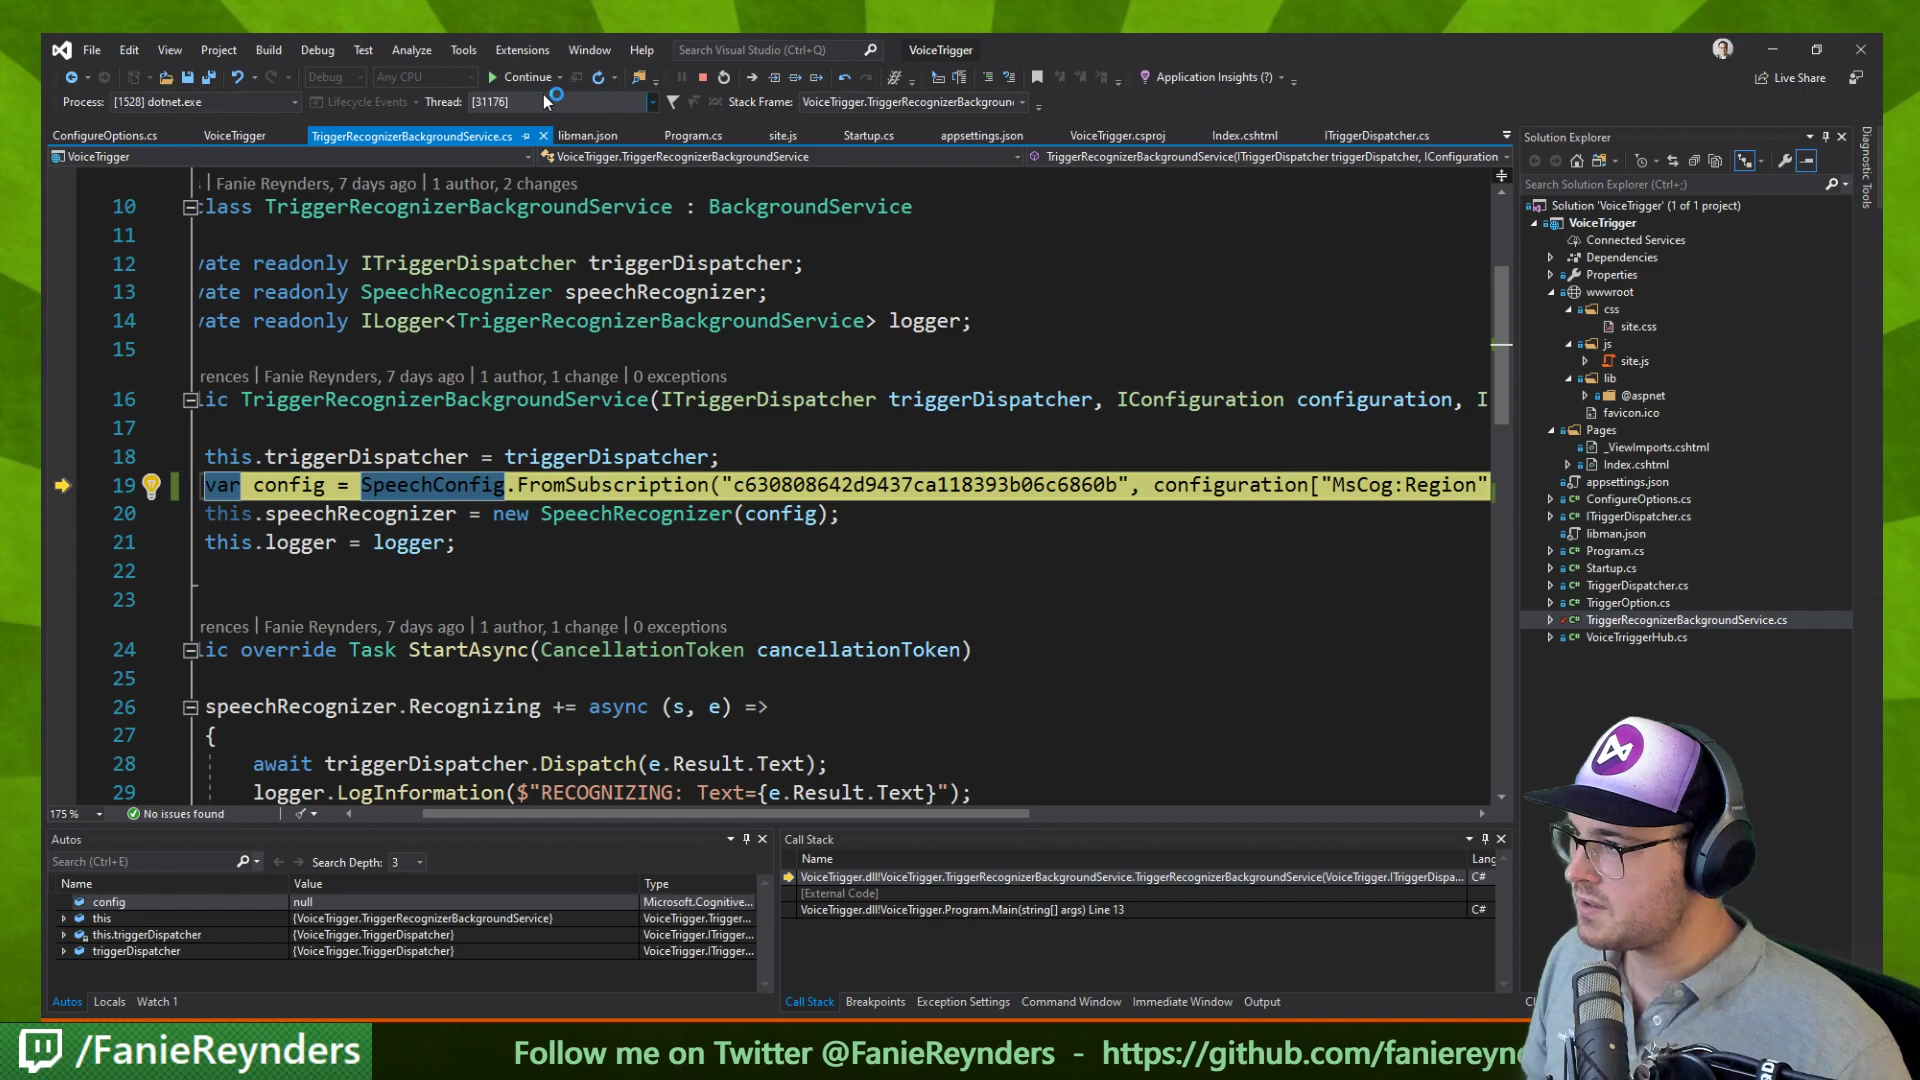 File Edit View Project Build Debug Test Analyze Tools Extensions Window Help Search Visual Studio (Ctrl+Q) VoiceTrigger
Debug Any CPU Continue Application Insights (?) Live Share
Process: [1528] dotnet.exe Lifecycle Events Thread: [31176] Stack Frame: VoiceTrigger.TriggerRecognizerBackgroun
ConfigureOptions.cs VoiceTrigger TriggerRecognizerBackgroundService.cs libman.json Program.cs site.js Startup.cs appsettings.json VoiceTrigger.csproj Index.cshtml ITriggerDispatcher.cs
VoiceTrigger VoiceTrigger.TriggerRecognizerBackgroundService TriggerRecognizerBackgroundService(ITriggerDispatcher triggerDispatcher, IConfiguration
Fanie Reynders, 7 days ago | 1 author, 2 changes
10 class TriggerRecognizerBackgroundService : BackgroundService
11
12 vate readonly ITriggerDispatcher triggerDispatcher;
13 vate readonly SpeechRecognizer speechRecognizer;
14 vate readonly ILogger<TriggerRecognizerBackgroundService> logger;
15
rences | Fanie Reynders, 7 days ago | 1 author, 1 change | 0 exceptions
16 lic TriggerRecognizerBackgroundService(ITriggerDispatcher triggerDispatcher, IConfiguration configuration, I
17
18 this.triggerDispatcher = triggerDispatcher;
19 var config = SpeechConfig.FromSubscription("c630808642d9437ca118393b06c6860b", configuration["MsCog:Region"
20 this.speechRecognizer = new SpeechRecognizer(config);
21 this.logger = logger;
22
23
rences | Fanie Reynders, 7 days ago | 1 author, 1 change | 0 exceptions
24 lic override Task StartAsync(CancellationToken cancellationToken)
25
26 speechRecognizer.Recognizing += async (s, e) =>
27 {
28 await triggerDispatcher.Dispatch(e.Result.Text);
29 logger.LogInformation($"RECOGNIZING: Text={e.Result.Text}");
175 % No issues found
Solution Explorer
Search Solution Explorer (Ctrl+;)
Solution 'VoiceTrigger' (1 of 1 project)
VoiceTrigger
Connected Services
Dependencies
Properties
wwwroot
css
site.css
js
site.js
lib
@aspnet
favicon.ico
Pages
_ViewImports.cshtml
Index.cshtml
appsettings.json
ConfigureOptions.cs
ITriggerDispatcher.cs
libman.json
Program.cs
Startup.cs
TriggerDispatcher.cs
TriggerOption.cs
TriggerRecognizerBackgroundService.cs
VoiceTrriggerHub.cs
Diagnostic Tools
Autos
Search (Ctrl+E) Search Depth: 3
Name Value Type
config null Microsoft.Cognitive...
this {VoiceTrigger.TriggerRecognizerBackgroundService} VoiceTrigger.Trigger...
this.triggerDispatcher {VoiceTrigger.TriggerDispatcher} VoiceTrigger.ITrigger...
triggerDispatcher {VoiceTrigger.TriggerDispatcher} VoiceTrigger.ITrigger...
Autos Locals Watch 1
Call Stack
Name Lang
VoiceTrigger.dll!VoiceTrigger.TriggerRecognizerBackgroundService.TriggerRecognizerBackgroundService(VoiceTrigger.ITriggerDispa... C#
[External Code]
VoiceTrigger.dll!VoiceTrigger.Program.Main(string[] args) Line 13 C#
Call Stack Breakpoints Exception Settings Command Window Immediate Window Output
/FanieReynders Follow me on Twitter @FanieReynders - https://github.com/faniereyn